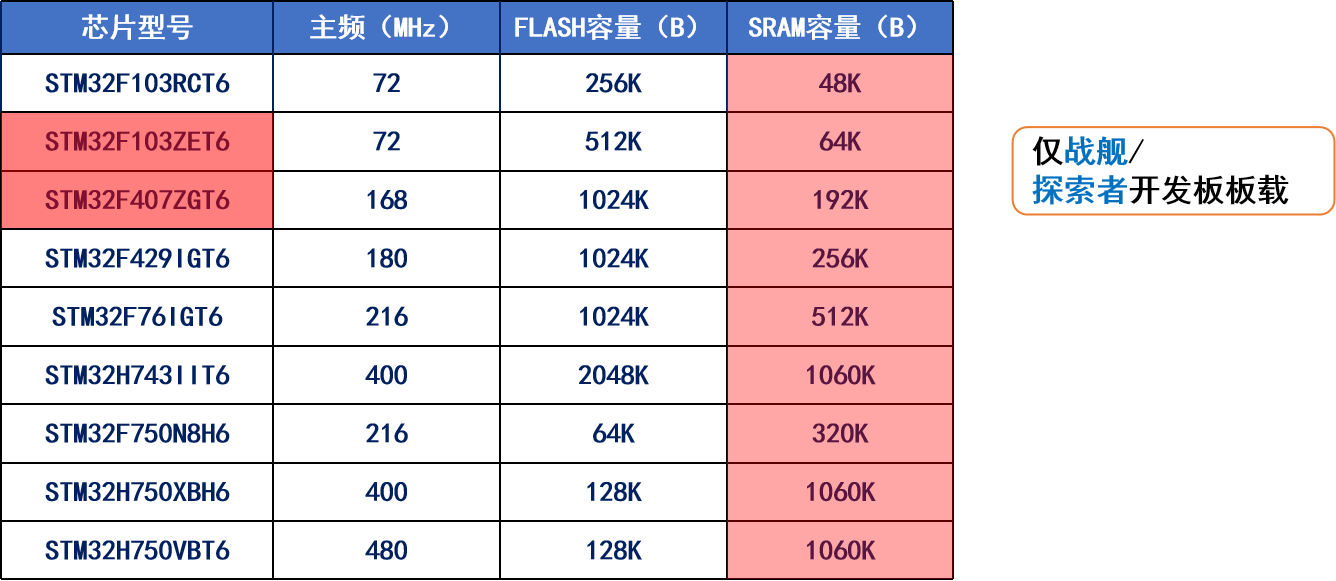 芯片型号 主频（MHz） FLASH容量（B） SRAM容量（B）
STM32F103RCT6 72 256K 48K
STM32F103ZET6 72 512K 64K
STM32F407ZGT6 168 1024K 192K
STM32F429IGT6 180 1024K 256K
STM32F76IGT6 216 1024K 512K
STM32H743IIT6 400 2048K 1060K
STM32F750N8H6 216 64K 320K
STM32H750XBH6 400 128K 1060K
STM32H750VBT6 480 128K 1060K
仅战舰/
探索者开发板板载